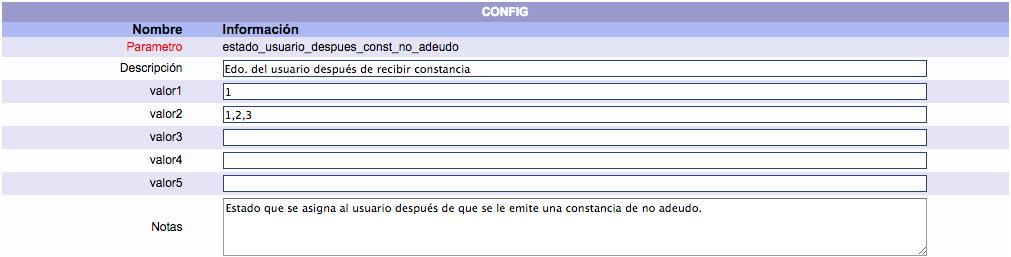 CONFIG
Nombre Información
Parametro estado_usuario_despues_const_no_adeudo
Descripción Edo. del usuario después de recibir constancia
valor1 1
valor2 1,2,3
valor3
valor4
valor5
Notas Estado que se asigna al usuario después de que se le emite una constancia de no adeudo.